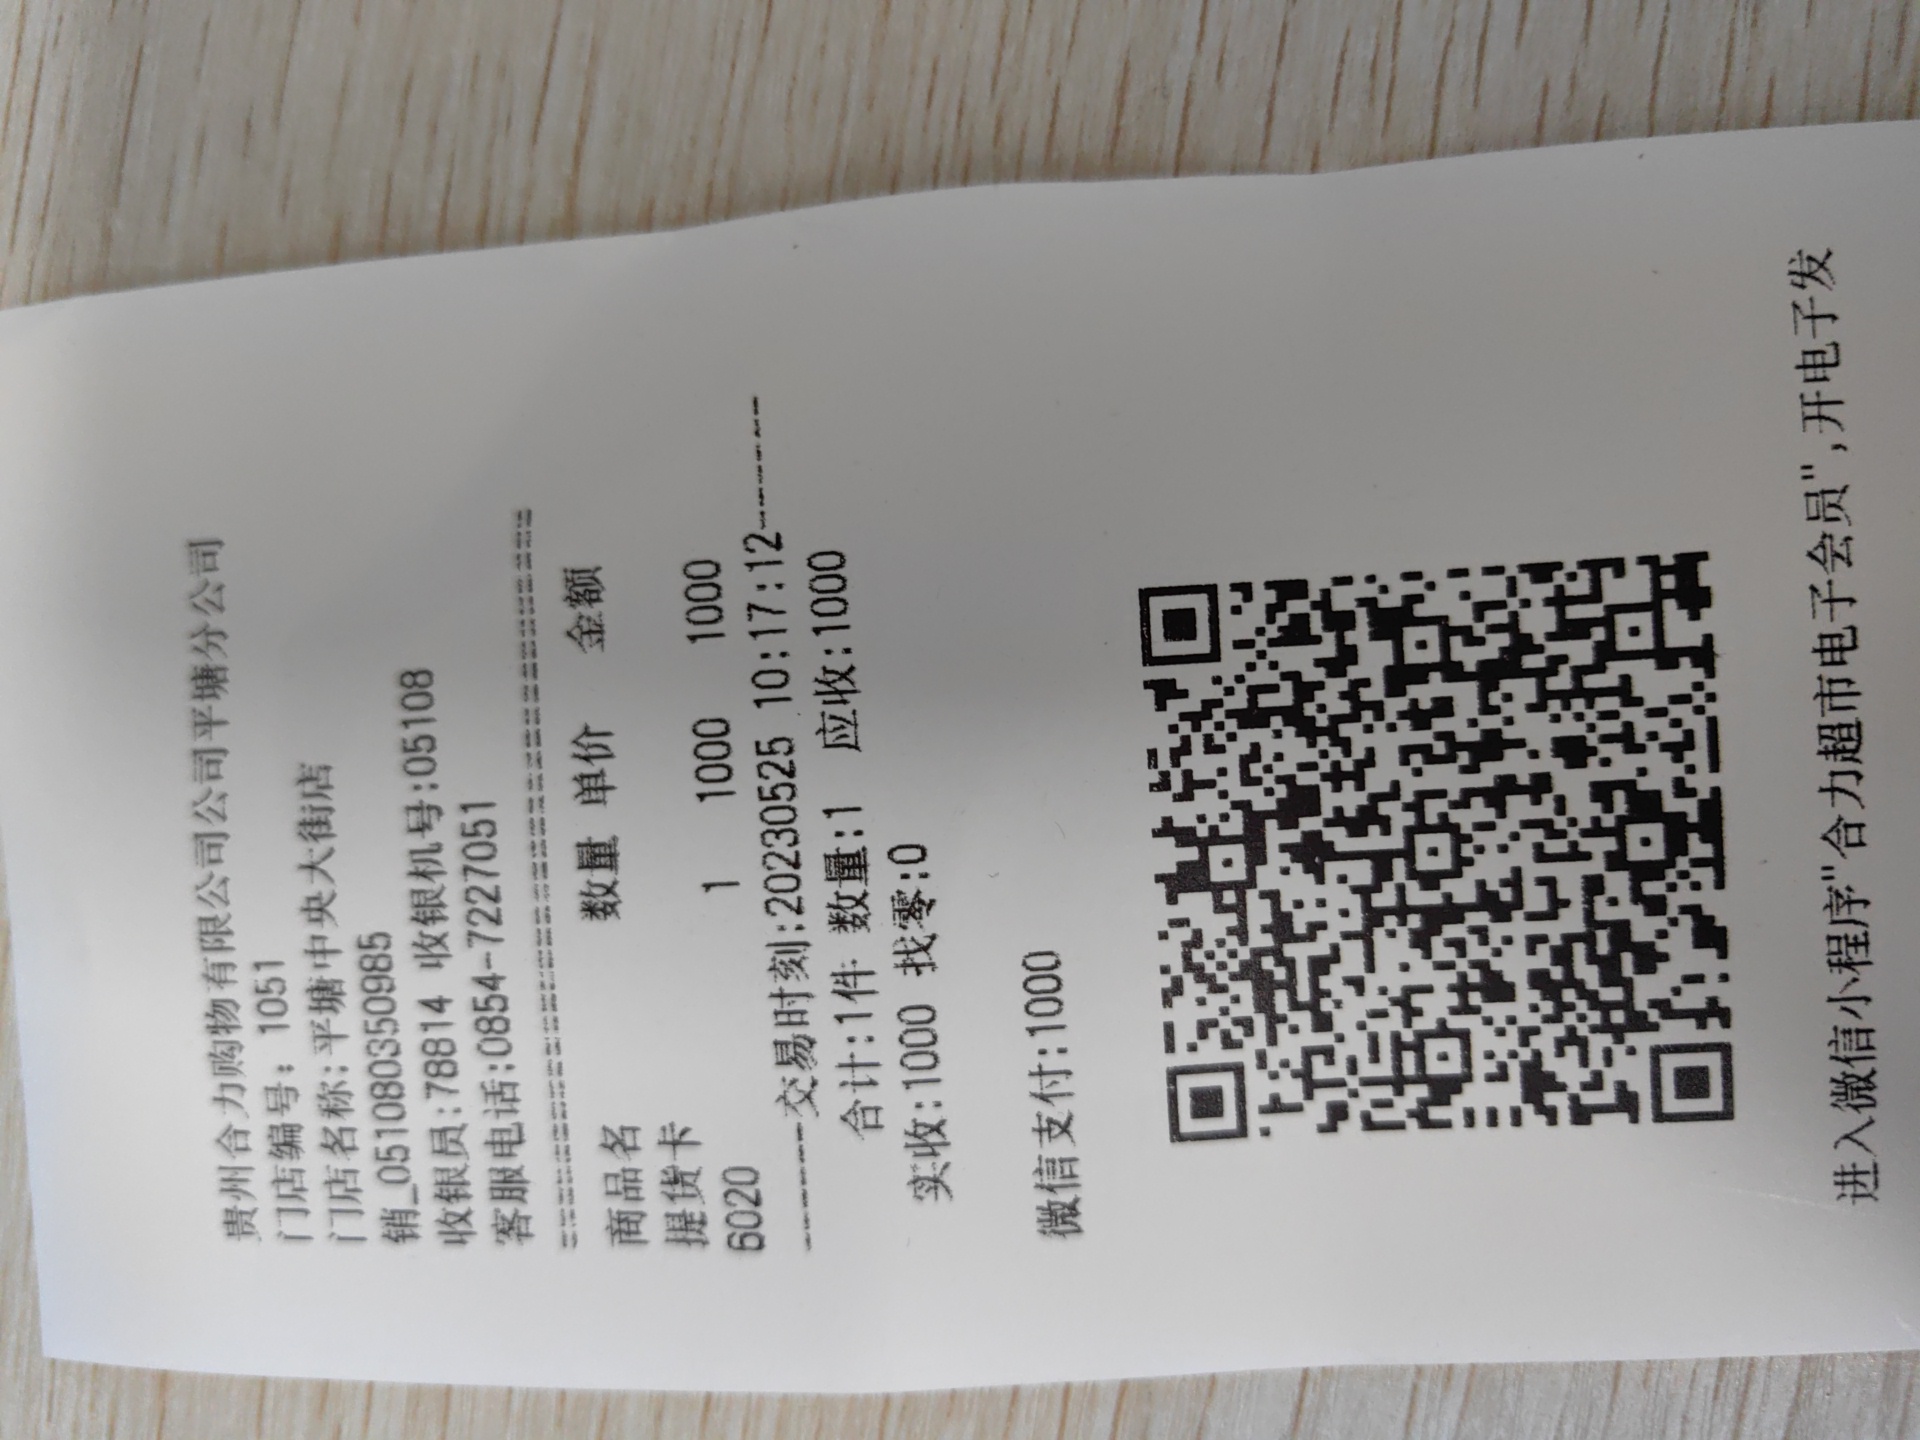 贵州合力购物有限公司公司平塘分公司
门店编号: 1051
门店名称:平塘中央大街店
销_0510803509​85
收银员:78814 收银机号:05108
客服电话:0854-7227051
商品名 数量 单价 金额
提货卡 1 1000 1000
6020
------交易时刻:20230525 10:17:12------
合计:1件 数量:1 应收:1000
实收:1000 找零:0
微信支付:1000
进入微信小程序"合力超市电子会员",开电子发